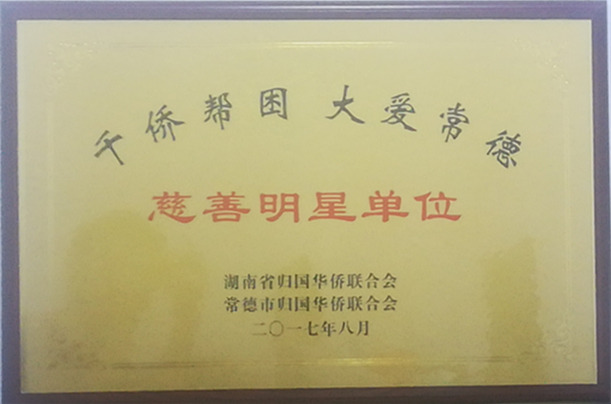 千侨帮困 大爱常德
慈善明星单位
湖南省归国华侨联合会
常德市归国华侨联合会
二〇一七年八月